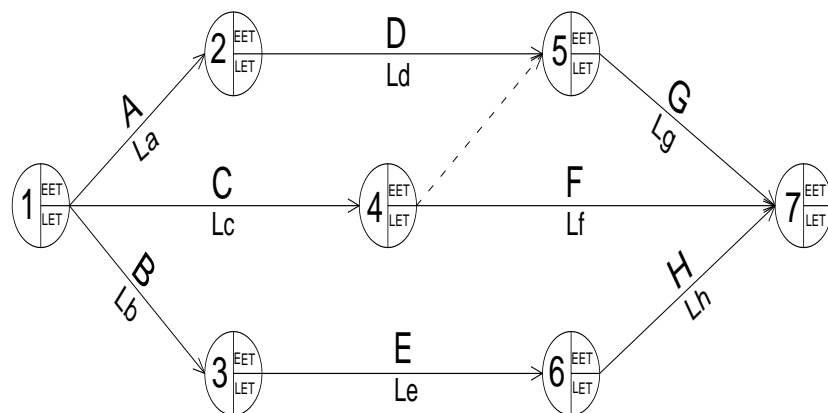 2 EET LET
D
Ld
5 EET LET
A
La
G
Lg
1 EET LET
C
Lc
4 EET LET
F
Lf
7 EET LET
B
Lb
H
Lh
3 EET LET
E
Le
6 EET LET